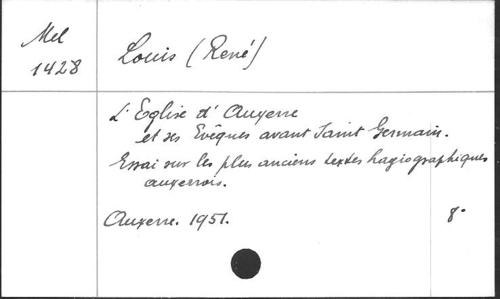 Mel
1428
Louis (René)
L'Eglise d'Auxerre
et ses Evêques avant Saint Germain.
Essai sur les plus anciens textes hagiographiques
auxerrois.
Auxerre. 1951.
8°